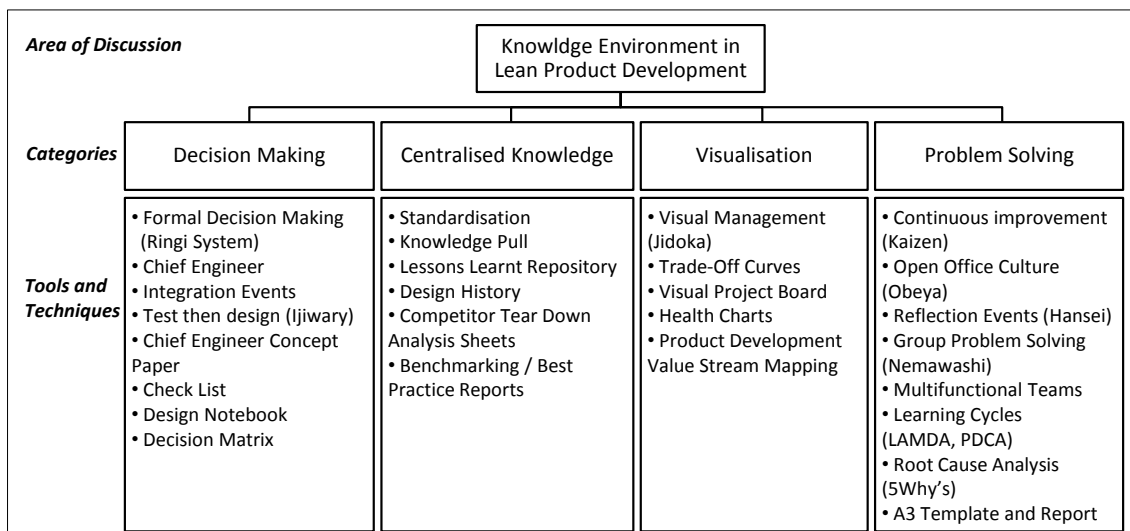 Area of Discussion
Knowldge Environment in
Lean Product Development
Categories
Decision Making
Centralised Knowledge
Visualisation
Problem Solving
Tools and
Techniques
• Formal Decision Making
(Ringi System)
• Chief Engineer
• Integration Events
• Test then design (Ijiwary)
• Chief Engineer Concept
Paper
• Check List
• Design Notebook
• Decision Matrix
• Standardisation
• Knowledge Pull
• Lessons Learnt Repository
• Design History
• Competitor Tear Down
Analysis Sheets
• Benchmarking / Best
Practice Reports
• Visual Management
(Jidoka)
• Trade-Off Curves
• Visual Project Board
• Health Charts
• Product Development
Value Stream Mapping
• Continuous improvement
(Kaizen)
• Open Office Culture
(Obeya)
• Reflection Events (Hansei)
• Group Problem Solving
(Nemawashi)
• Multifunctional Teams
• Learning Cycles
(LAMDA, PDCA)
• Root Cause Analysis
(5Why’s)
• A3 Template and Report